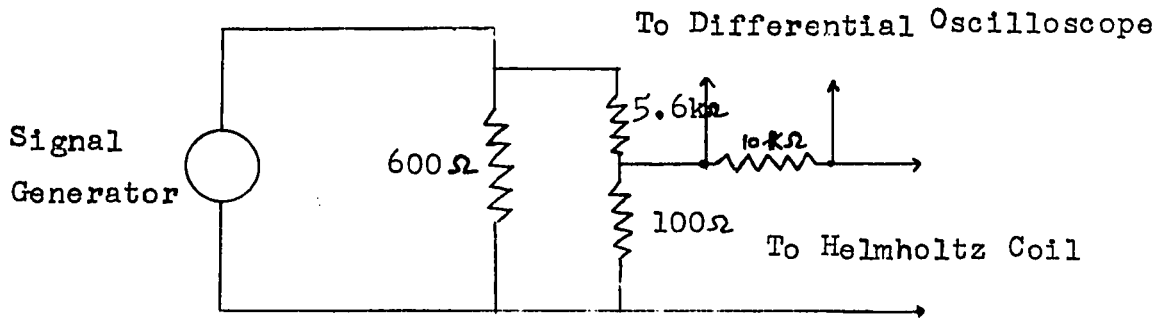 To Differential Oscilloscope
5.6kΩ
10KΩ
Signal
Generator
600Ω
100Ω
To Helmholtz Coil